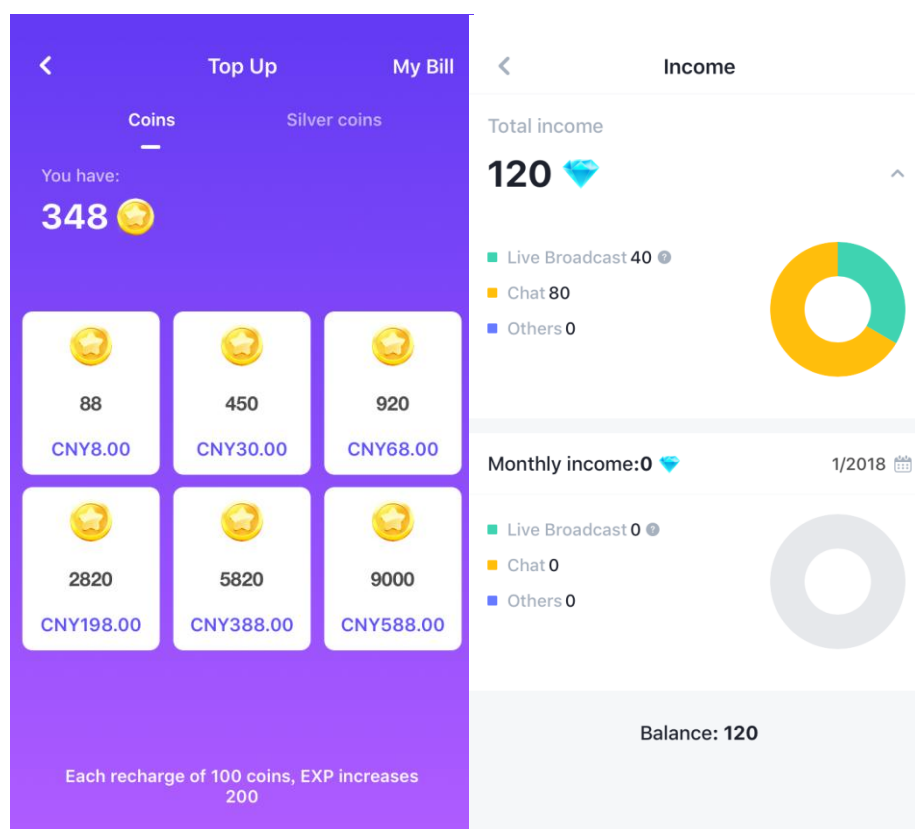 Top Up
My Bill
Coins
Silver coins
You have:
348
88
450
920
CNY8.00
CNY30.00
CNY68.00
2820
5820
9000
CNY198.00
CNY388.00
CNY588.00
Each recharge of 100 coins, EXP increases
200
Income
Total income
120
Live Broadcast 40 ?
Chat 80
Others 0
Monthly income:0
1/2018
Live Broadcast 0 ?
Chat 0
Others 0
Balance: 120